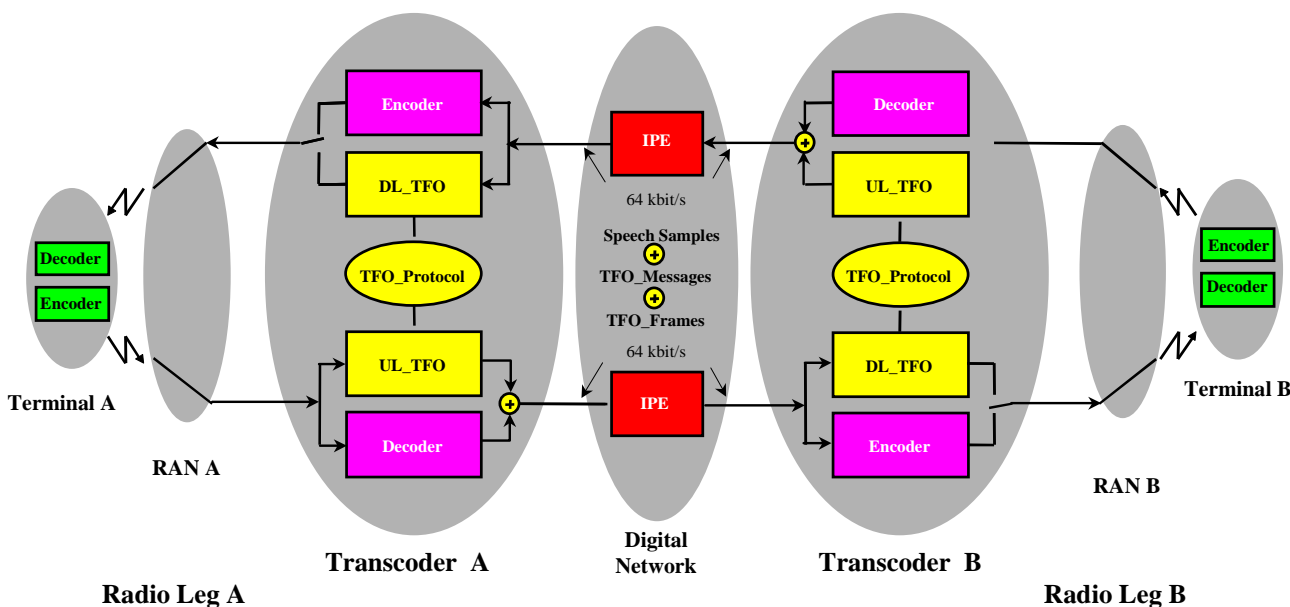 Encoder
Decoder
IPE
DL_TFO
UL_TFO
64 kbit/s
Speech Samples
TFO_Messages
TFO_Frames
TFO_Protocol
TFO_Protocol
Decoder
Encoder
Encoder
Decoder
64 kbit/s
UL_TFO
DL_TFO
IPE
Decoder
Encoder
Terminal A
Terminal B
RAN A
RAN B
Transcoder A
Digital
Network
Transcoder B
Radio Leg A
Radio Leg B